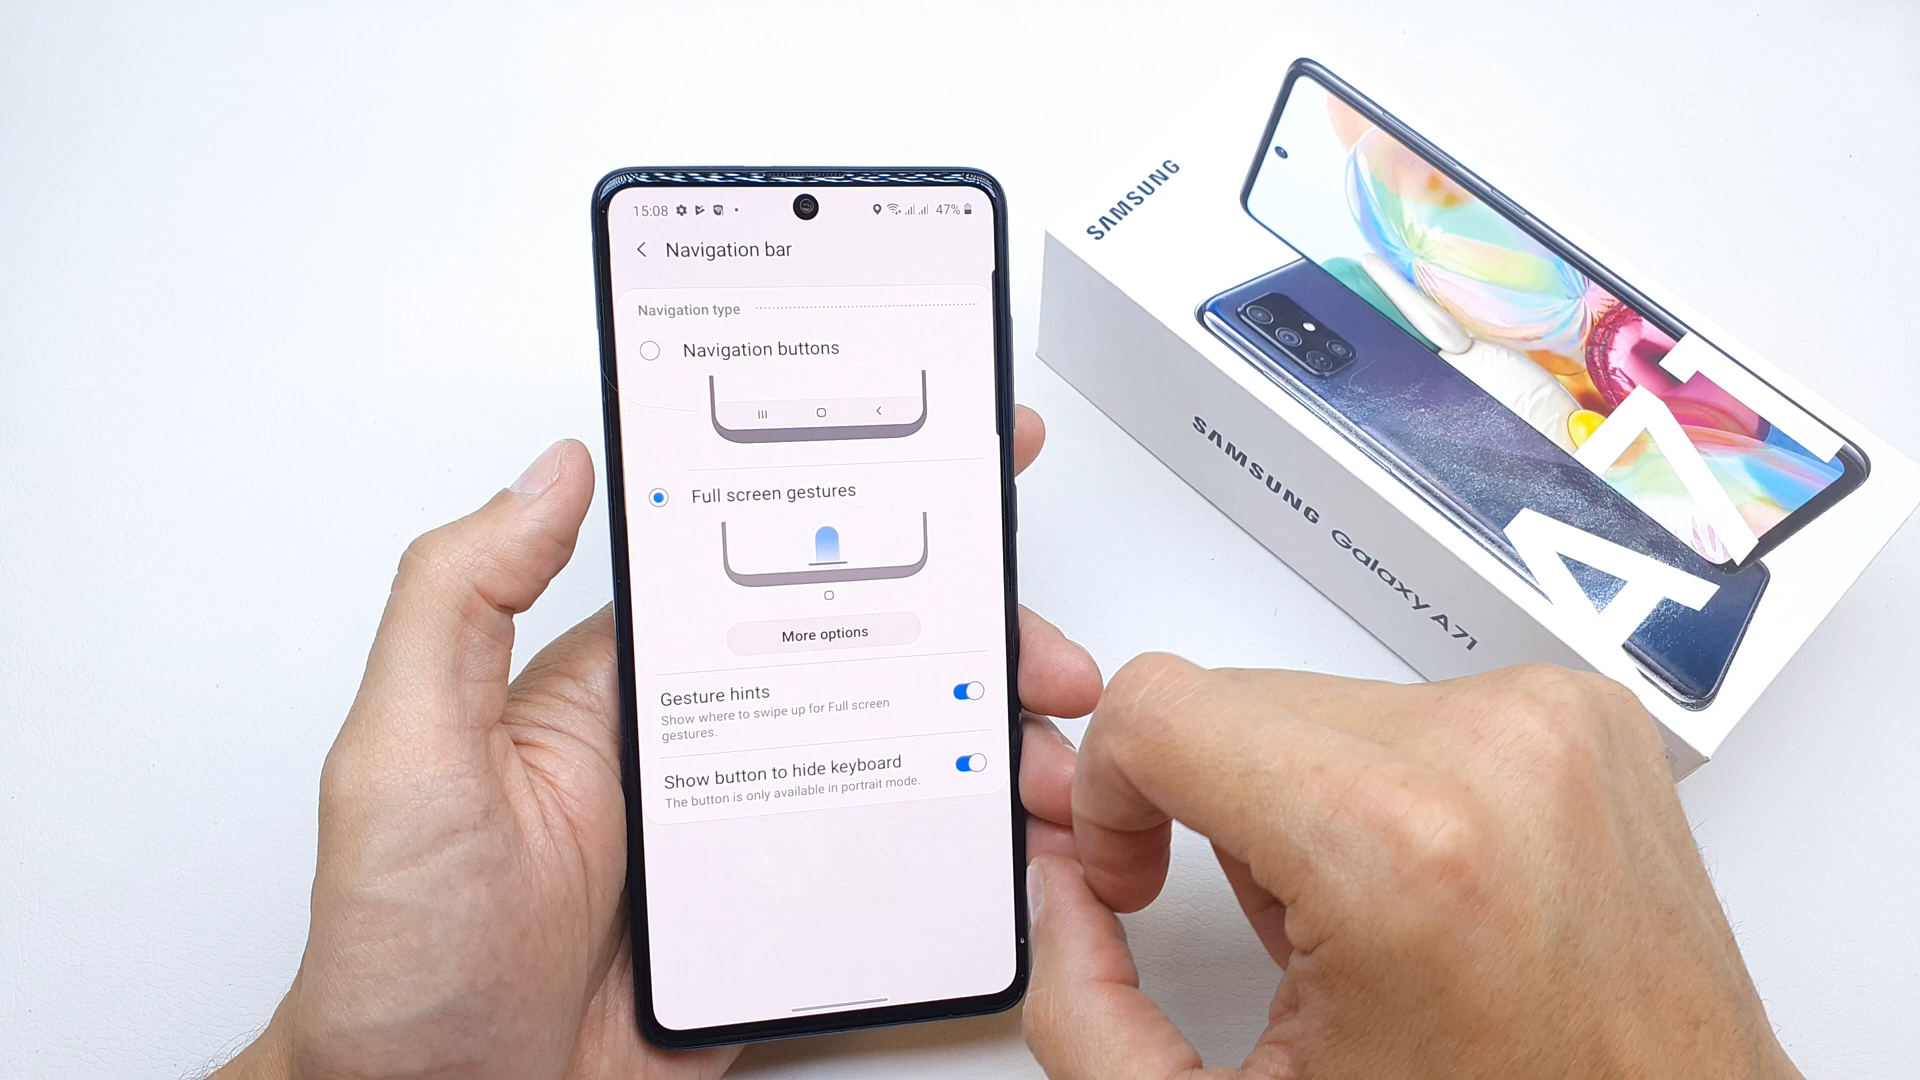 15:08
47%
Navigation bar
Navigation type
Navigation buttons
Full screen gestures
More options
Gesture hints
Show where to swipe up for Full screen
gestures.
Show button to hide keyboard
The button is only available in portrait mode.
SAMSUNG
A71
SAMSUNG Galaxy A71